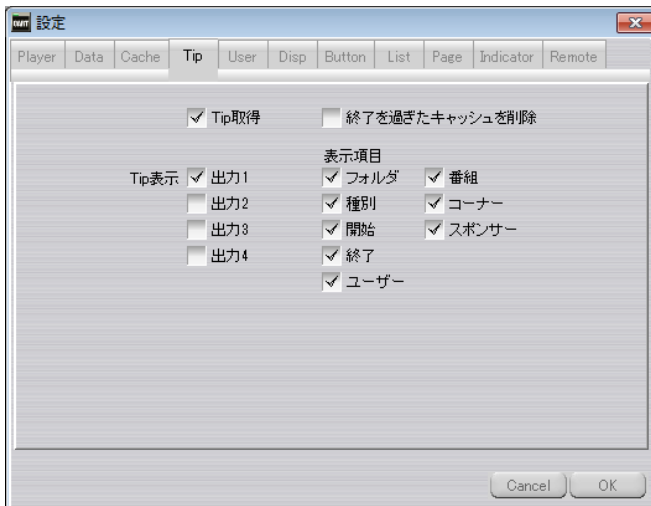 設定
Player Data Cache Tip User Disp Button List Page Indicator Remote
Tip取得 終了を過ぎたキャッシュを削除
表示項目
Tip表示 出力1 フォルダ 番組
出力2 種別 コーナー
出力3 開始 スポンサー
出力4 終了
ユーザー
Cancel OK